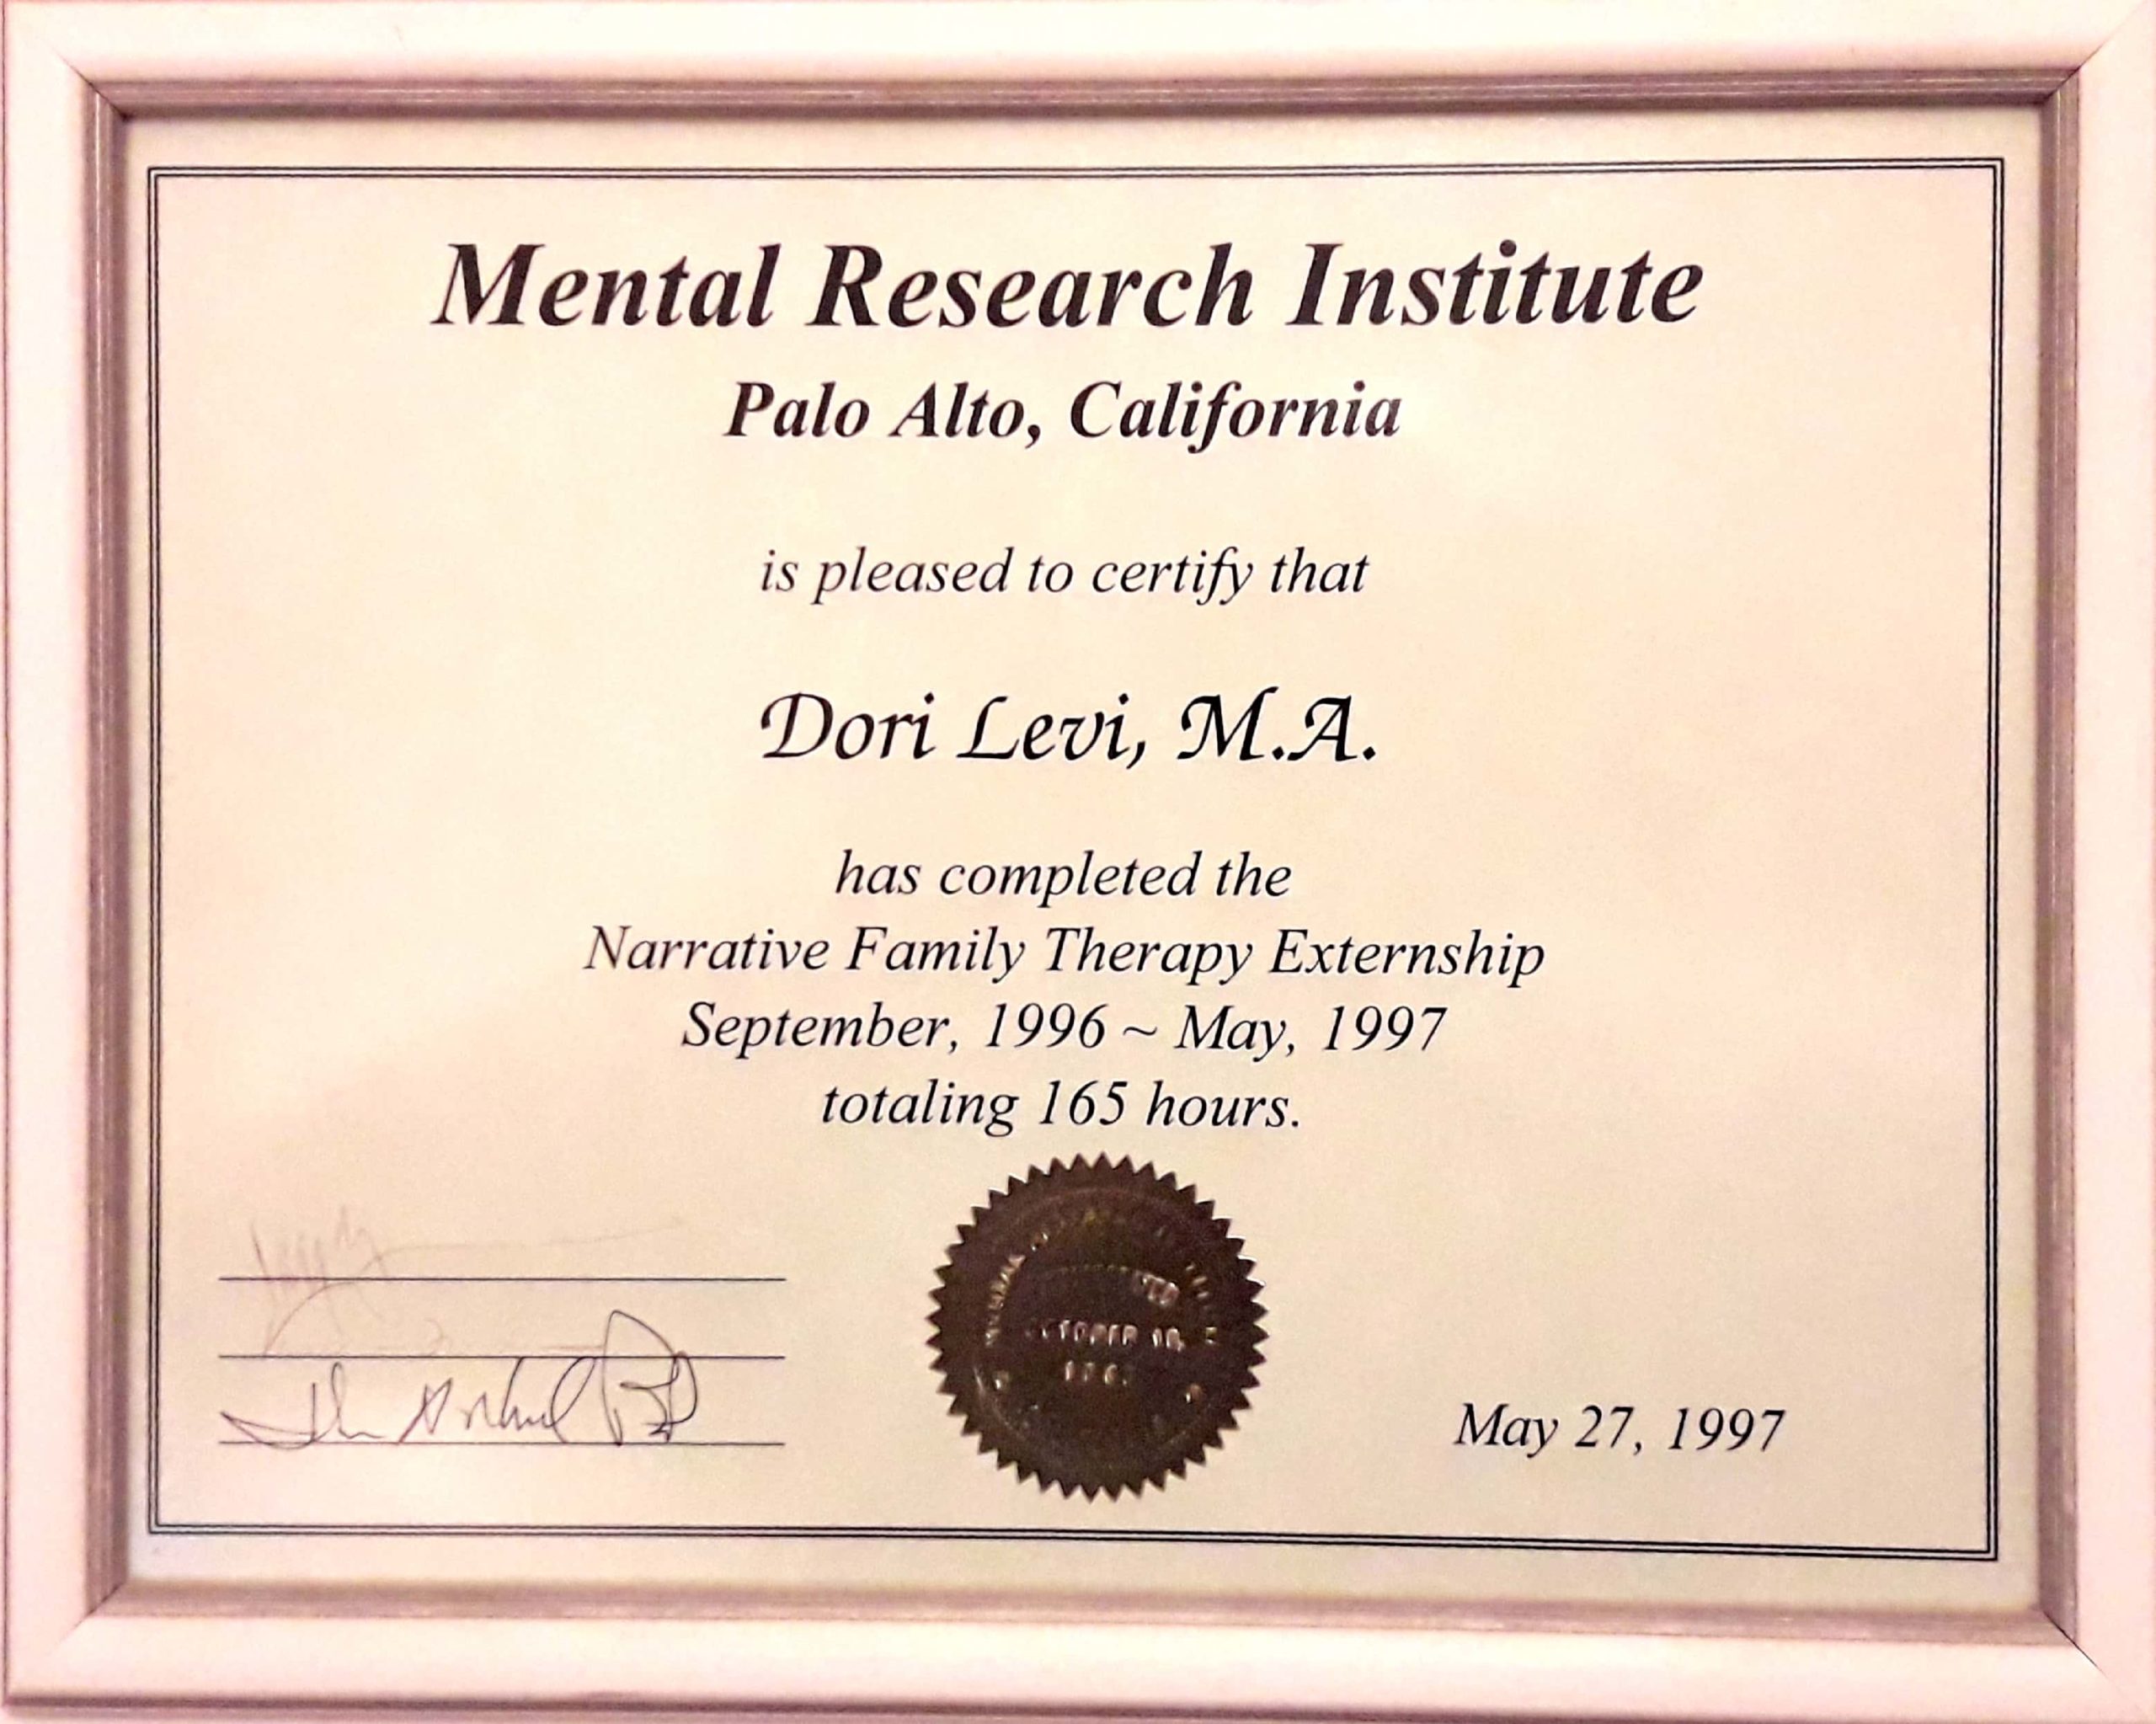 Mental Research Institute
Palo Alto, California
is pleased to certify that
Dori Levi, M.A.
has completed the
Narrative Family Therapy Externship
September, 1996 ~ May, 1997
totaling 165 hours.
May 27, 1997